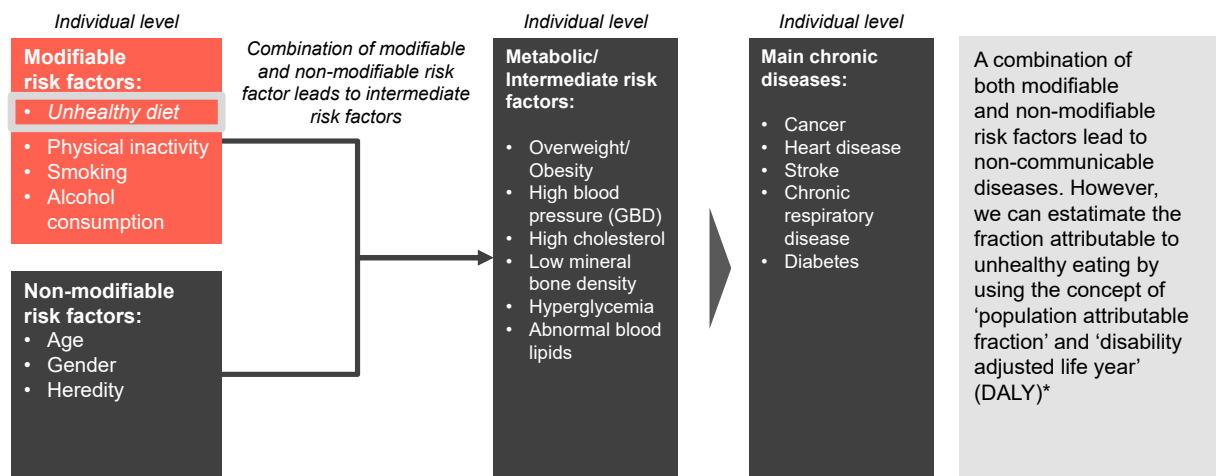 Individual level
Modifiable
risk factors:
• Unhealthy diet
• Physical inactivity
• Smoking
• Alcohol
consumption
Non-modifiable
risk factors:
• Age
• Gender
• Heredity
Combination of modifiable
and non-modifiable risk
factor leads to intermediate
risk factors
Individual level
Metabolic/
Intermediate risk
factors:
• Overweight/
Obesity
• High blood
pressure (GBD)
• High cholesterol
• Low mineral
bone density
• Hyperglycemia
• Abnormal blood
lipids
Individual level
Main chronic
diseases:
• Cancer
• Heart disease
• Stroke
• Chronic
respiratory
disease
• Diabetes
A combination of
both modifiable
and non-modifiable
risk factors lead to
non-communicable
diseases. However,
we can estatimate the
fraction attributable to
unhealthy eating by
using the concept of
‘population attributable
fraction’ and ‘disability
adjusted life year’
(DALY)*